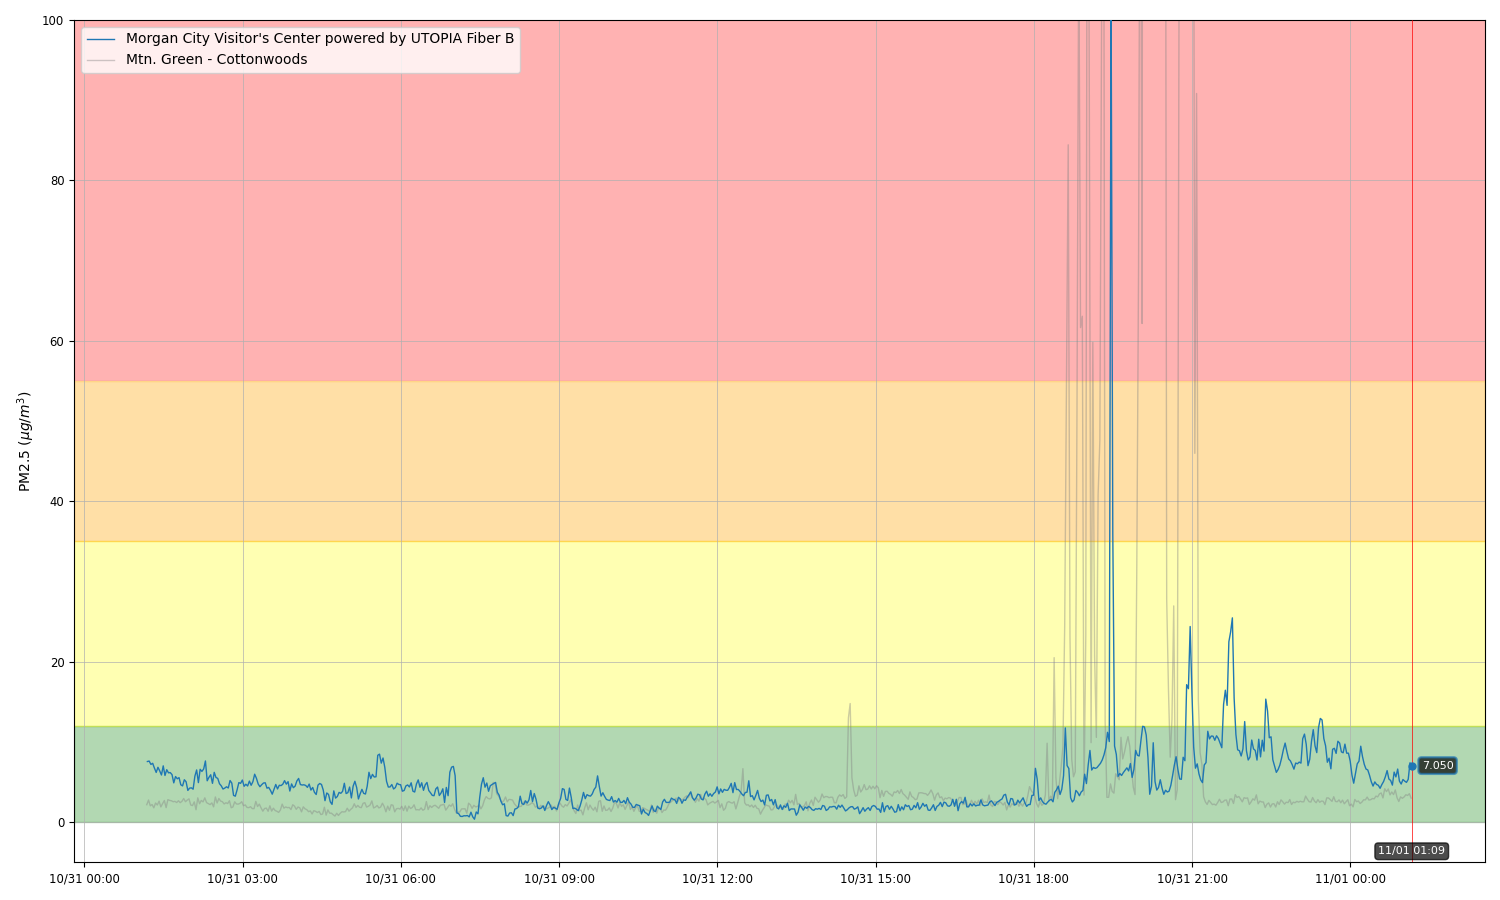 100
Morgan City Visitor's Center powered by UTOPIA Fiber B
Mtn. Green - Cottonwoods
80
60
PM2.5 (μg/m³)
40
20
7.050
0
11/01 01:09
10/31 00:00 10/31 03:00 10/31 06:00 10/31 09:00 10/31 12:00 10/31 15:00 10/31 18:00 10/31 21:00 11/01 00:00